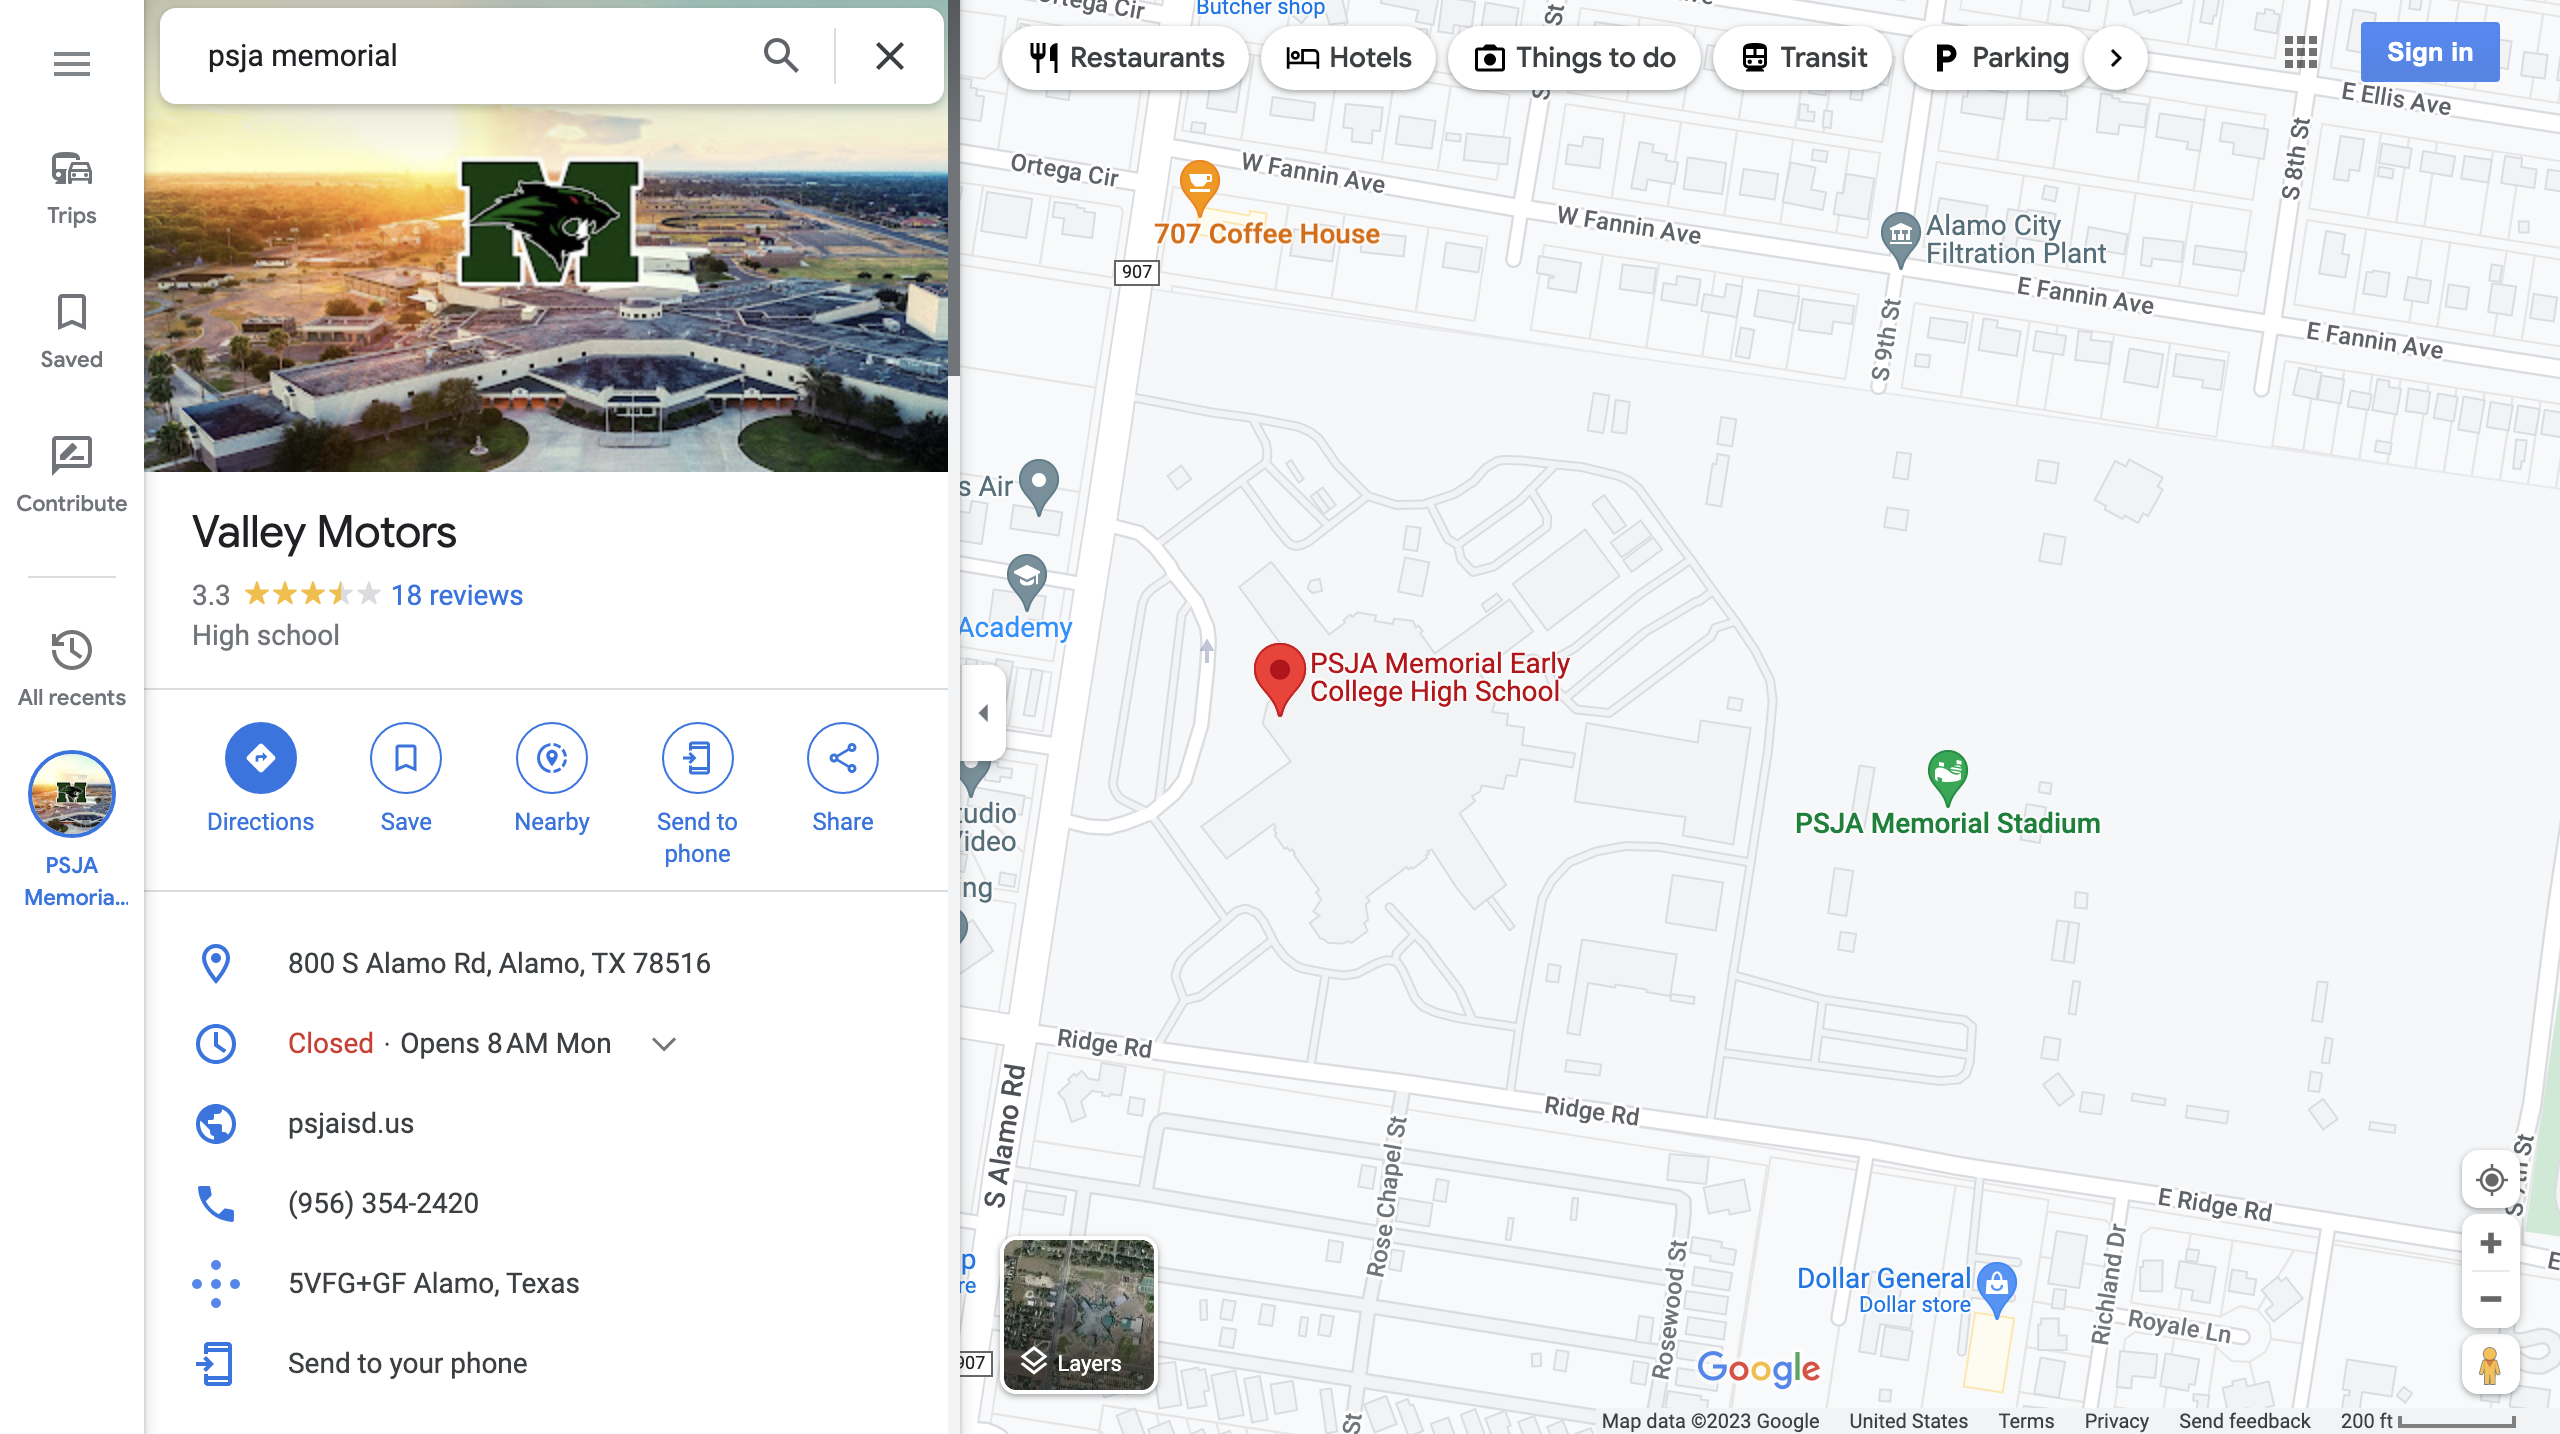 psja memorial
Trips
Saved
Contribute
All recents
PSJA
Memoria...
M
Valley Motors
3.3 18 reviews
High school
Directions
Save
Nearby
Send to
phone
Share
800 S Alamo Rd, Alamo, TX 78516
Closed · Opens 8 AM Mon
psjaisd.us
(956) 354-2420
5VFG+GF Alamo, Texas
Send to your phone
Butcher shop
Restaurants
Hotels
Things to do
Transit
Parking
Sign in
E Ellis Ave
S 8th St
Ortega Cir
W Fannin Ave
707 Coffee House
W Fannin Ave
Alamo City
Filtration Plant
907
E Fannin Ave
E Fannin Ave
S 9th St
s Air
Academy
PSJA Memorial Early
College High School
PSJA Memorial Stadium
tudio
ideo
ng
Ridge Rd
S Alamo Rd
Ridge Rd
Rose Chapel St
E Ridge Rd
Rosewood St
Dollar General
Dollar store
Richland Dr
Royale Ln
p
re
907
Layers
Google
St
Map data ©2023 Google
United States
Terms
Privacy
Send feedback
200 ft